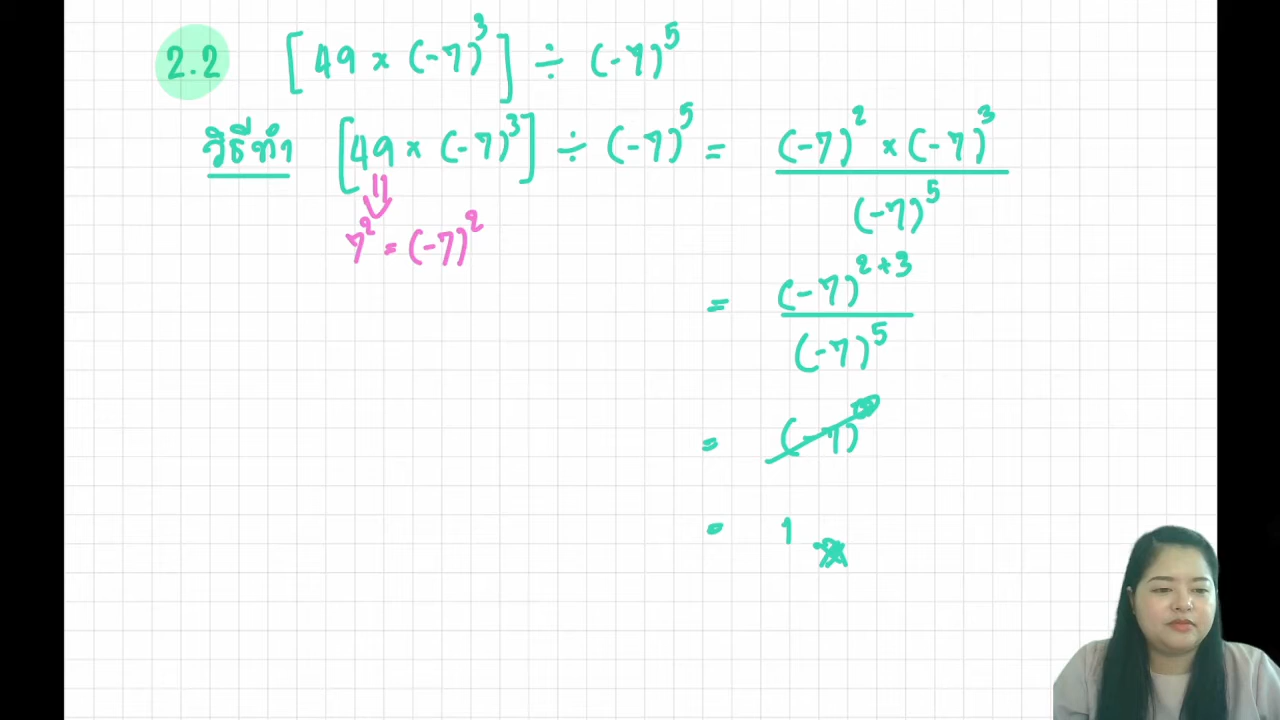 2.2 [49 × (-7)³] ÷ (-7)⁵
วิธีทำ [49 × (-7)³] ÷ (-7)⁵ = (-7)² × (-7)³ / (-7)⁵
7² = (-7)²
= (-7)²⁺³ / (-7)⁵
= (-7)
= 1